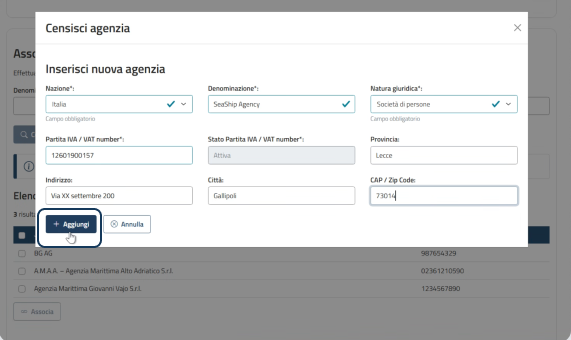 Censisci agenzia
Asso
Inserisci nuova agenzia
Effettua
Nazione*: Denominazione*: Natura giuridica*:
Denomi
Italia SeaShip Agency Società di persone
Campo obbligatorio Campo obbligatorio
Partita IVA / VAT number*: Stato Partita IVA / VAT number*: Provincia:
12601900157 Attiva Lecce
Indirizzo: Città: CAP / Zip Code:
Elenc
Via XX settembre 200 Gallipoli 73014
3 risult
+ Aggiungi Annulla
BG AG 987654329
A.M.A.A. – Agenzia Marittima Alto Adriatico S.r.l. 02361210590
Agenzia Marittima Giovanni Vajo S.r.l. 1234567890
Associa